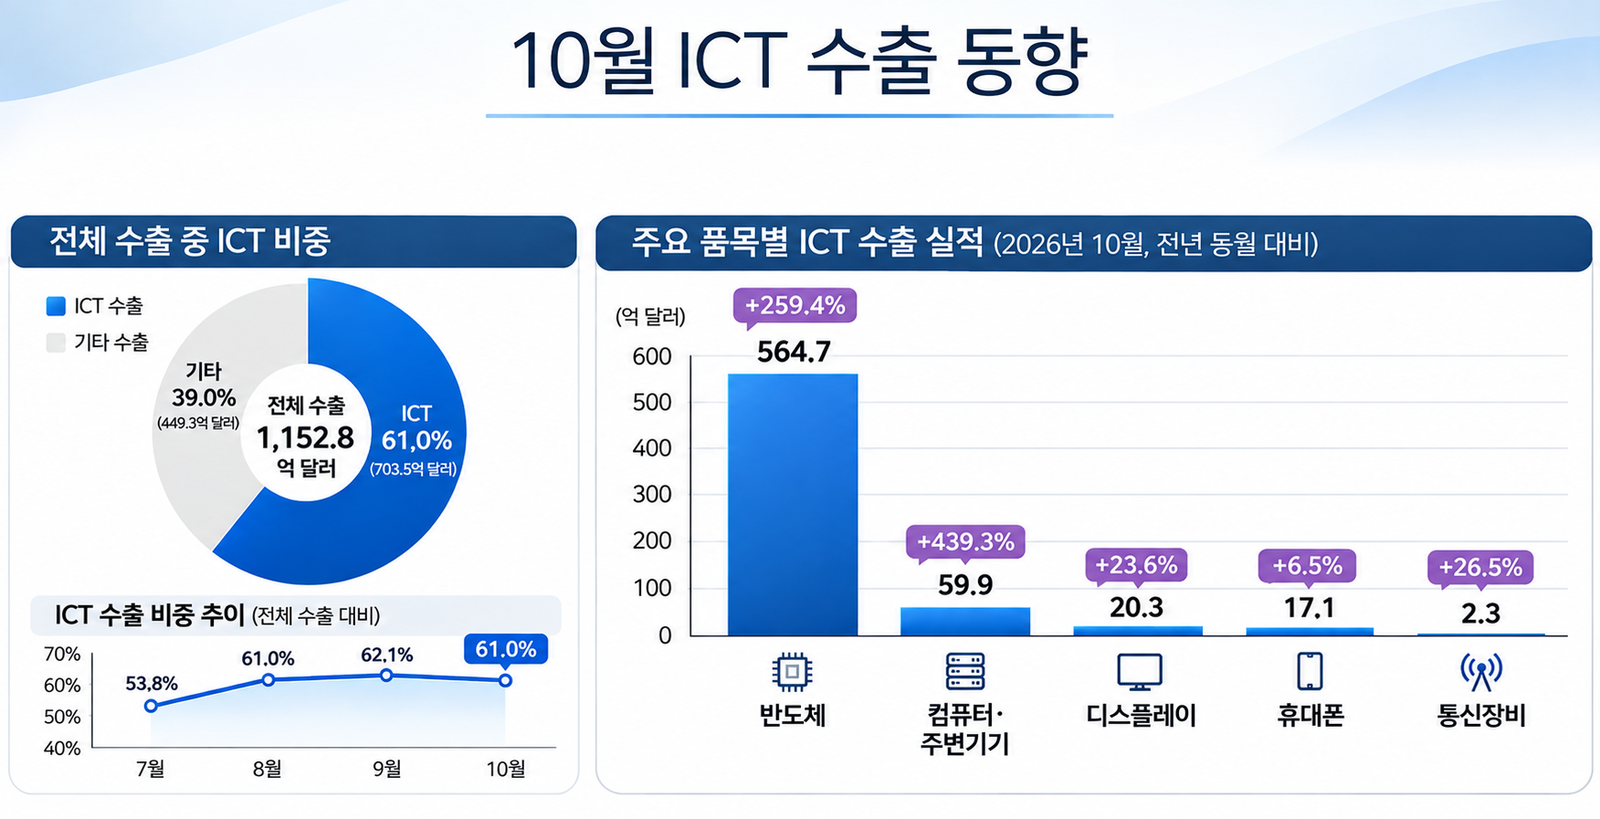 10월 ICT 수출 동향
전체 수출 중 ICT 비중
ICT 수출
기타 수출
기타
39.0%
(449.3억 달러)
전체 수출
1,152.8
억 달러
ICT
61.0%
(703.5억 달러)
ICT 수출 비중 추이 (전체 수출 대비)
70%
60%
50%
40%
53.8%
61.0%
62.1%
61.0%
7월
8월
9월
10월
주요 품목별 ICT 수출 실적 (2026년 10월, 전년 동월 대비)
(억 달러)
600
500
400
300
200
100
0
+259.4%
564.7
+439.3%
59.9
+23.6%
20.3
+6.5%
17.1
+26.5%
2.3
반도체
컴퓨터·
주변기기
디스플레이
휴대폰
통신장비